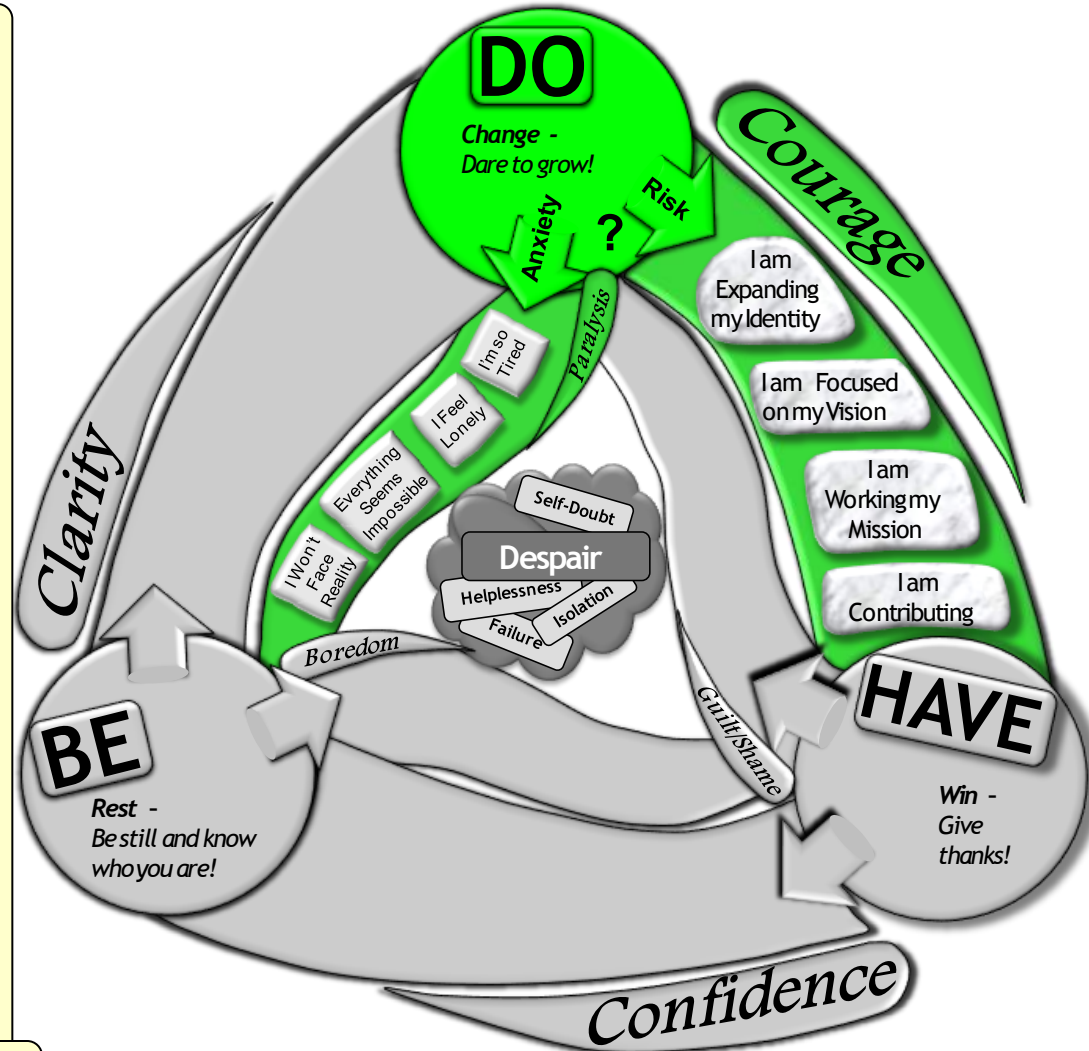 DO
Change -
Dare to grow!
Anxiety
?
Risk
Courage
I am
Expanding
my Identity
I am Focused
on my Vision
I am
Working my
Mission
I am
Contributing
Paralysis
I'm so
Tired
I Feel
Lonely
Everything
Seems
Impossible
I Won't
Face
Reality
Clarity
Self-Doubt
Despair
Helplessness
Isolation
Failure
Boredom
Guilt/Shame
BE
Rest -
Be still and know
who you are!
HAVE
Win -
Give
thanks!
Confidence